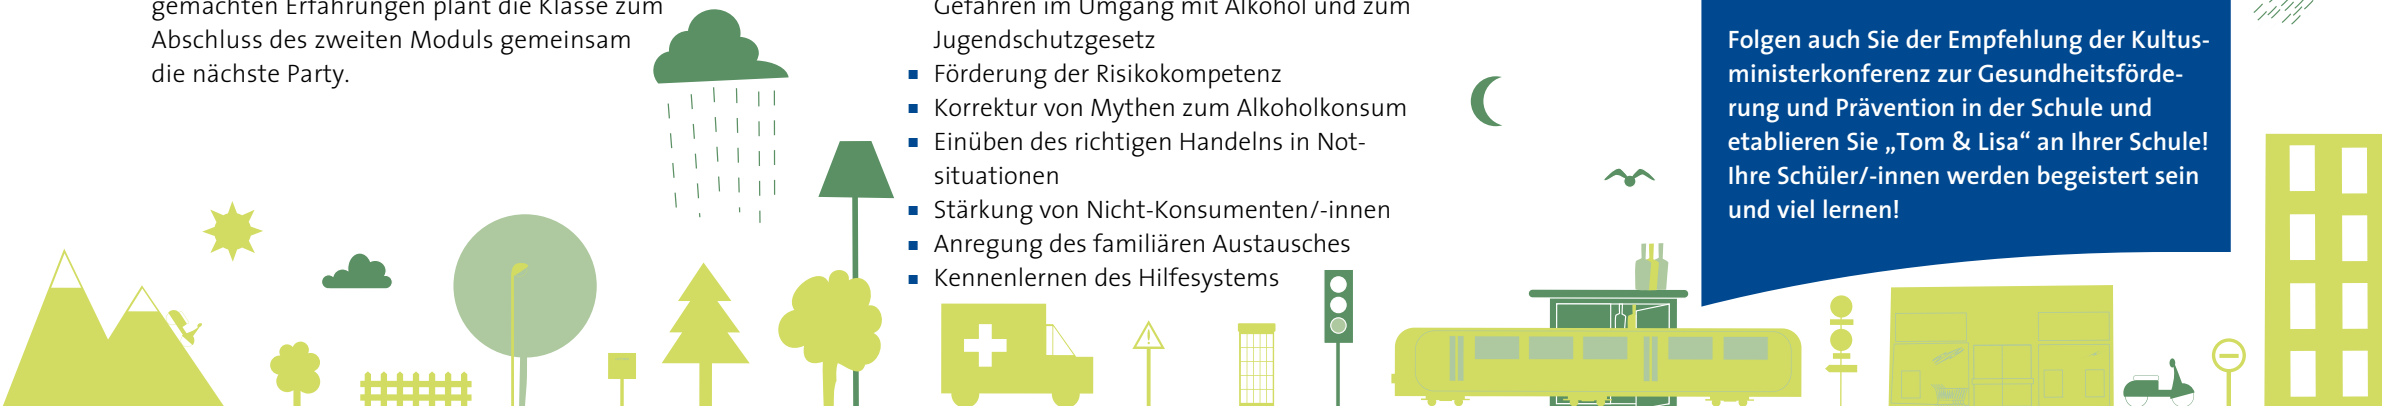 gemachten Erfahrungen plant die Klasse zum
Abschluss des zweiten Moduls gemeinsam
die nächste Party.
Gefahren im Umgang mit Alkohol und zum
Jugendschutzgesetz
▪ Förderung der Risikokompetenz
▪ Korrektur von Mythen zum Alkoholkonsum
▪ Einüben des richtigen Handelns in Not-
situationen
▪ Stärkung von Nicht-Konsumenten/-innen
▪ Anregung des familiären Austausches
▪ Kennenlernen des Hilfesystems
Folgen auch Sie der Empfehlung der Kultus-
ministerkonferenz zur Gesundheitsförde-
rung und Prävention in der Schule und
etablieren Sie „Tom & Lisa“ an Ihrer Schule!
Ihre Schüler/-innen werden begeistert sein
und viel lernen!